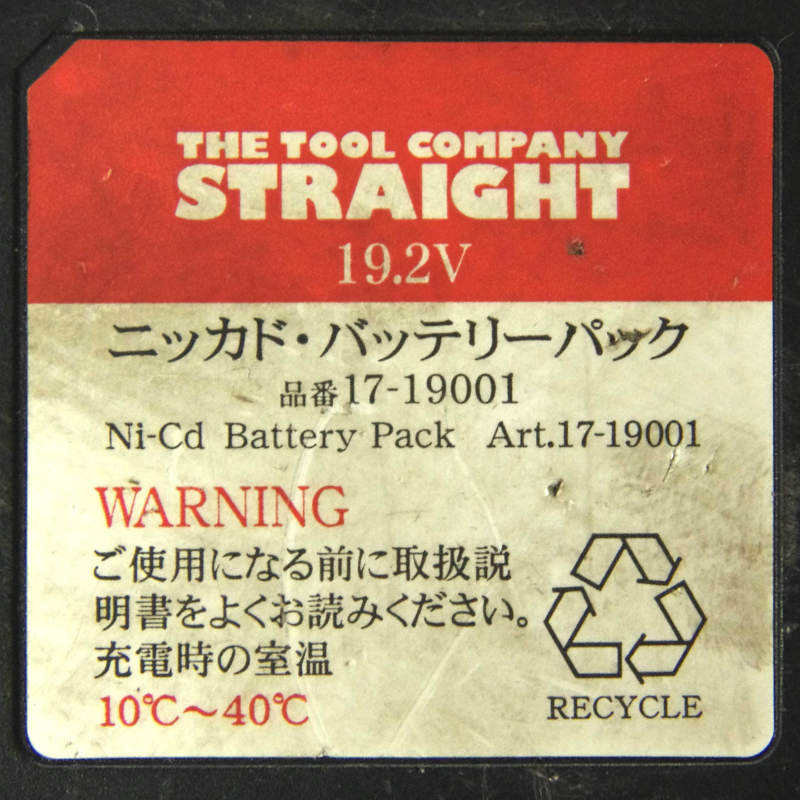 THE TOOL COMPANY
STRAIGHT
19.2V
ニッカド・バッテリーパック
品番17-19001
Ni-Cd Battery Pack Art.17-19001
WARNING
ご使用になる前に取扱説
明書をよくお読みください。
充電時の室温
10℃～40℃
RECYCLE